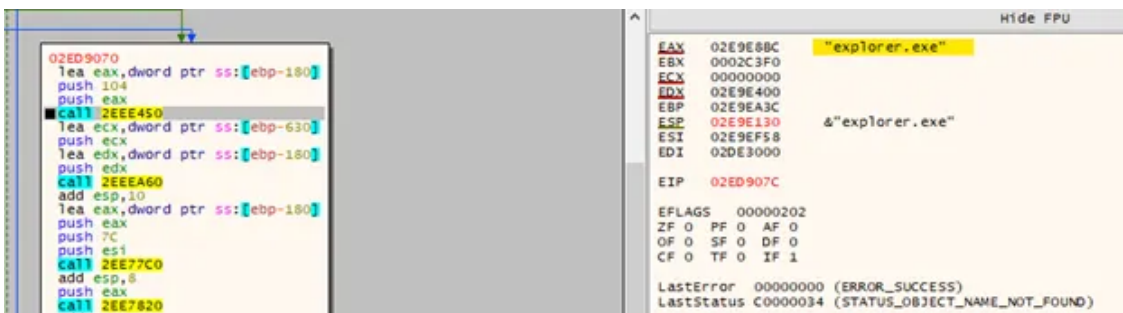 Hide FPU
02ED9070
lea eax,dword ptr ss:[ebp-180]
push 104
push eax
call 2EEE450
lea ecx,dword ptr ss:[ebp-630]
push ecx
lea edx,dword ptr ss:[ebp-180]
push edx
call 2EEEA60
add esp,10
lea eax,dword ptr ss:[ebp-180]
push eax
push 7C
push esi
call 2EE77C0
add esp,8
push eax
call 2EE7820
EAX 02E9E8BC "explorer.exe"
EBX 0002C3F0
ECX 00000000
EDX 02E9E400
EBP 02E9EA3C
ESP 02E9E130 &"explorer.exe"
ESI 02E9EF58
EDI 02DE3000
EIP 02ED907C
EFLAGS 00000202
ZF 0 PF 0 AF 0
OF 0 SF 0 DF 0
CF 0 TF 0 IF 1
LastError 00000000 (ERROR_SUCCESS)
LastStatus C0000034 (STATUS_OBJECT_NAME_NOT_FOUND)